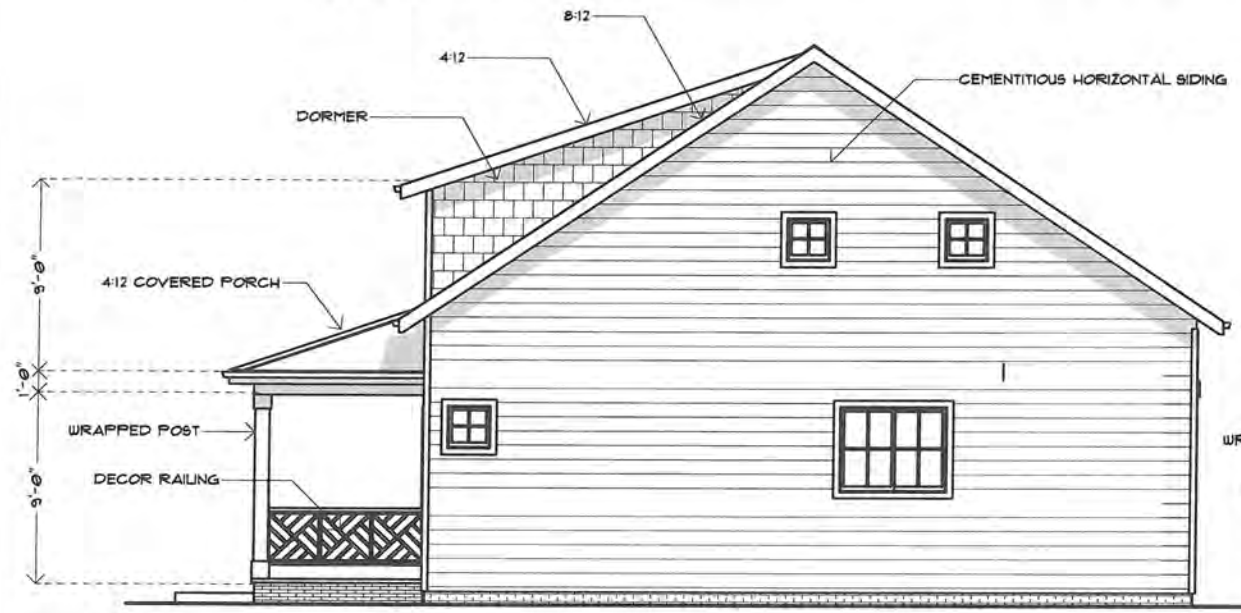 8:12
4:12
CEMENTITIOUS HORIZONTAL SIDING
DORMER
9'-0"
4:12 COVERED PORCH
1'-0"
WRAPPED POST
WR
DECOR RAILING
9'-0"